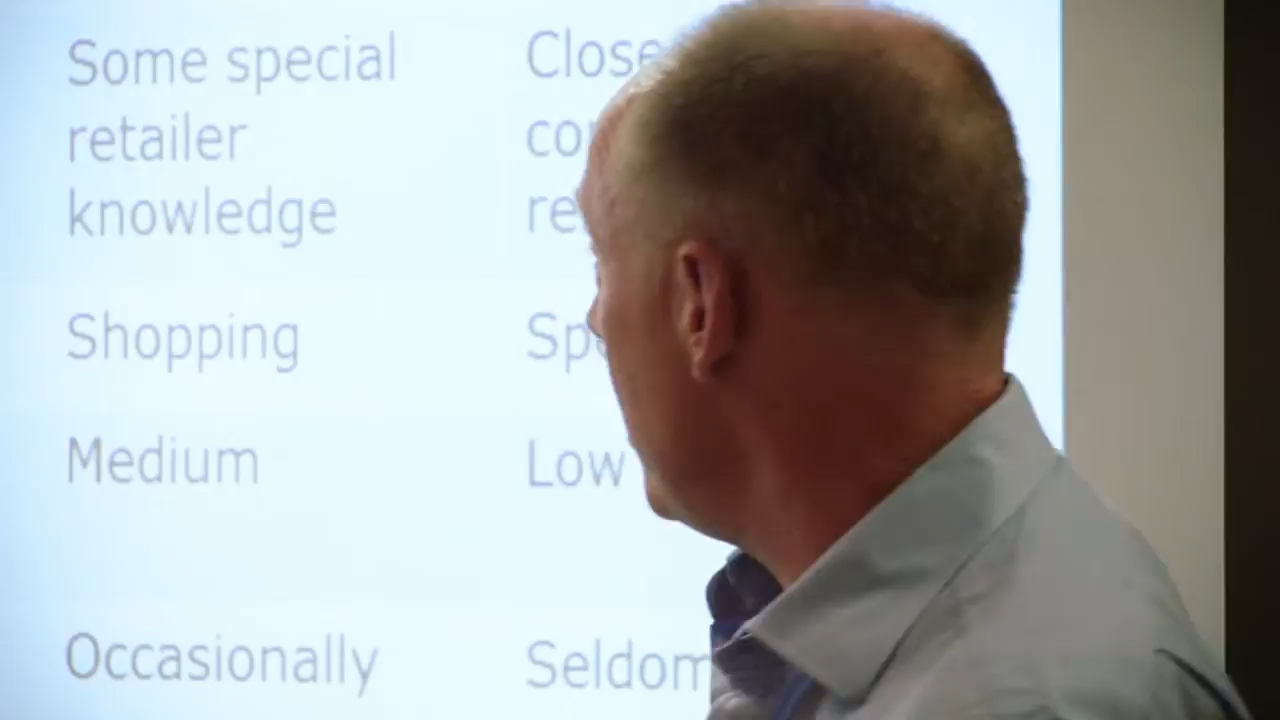 Some special
retailer
knowledge
Shopping
Medium
Low
Occasionally
Seldom